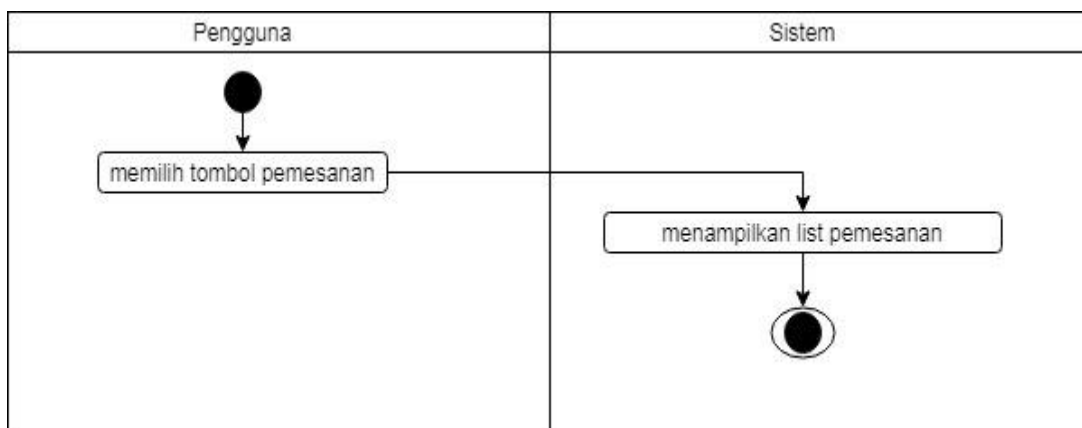 Pengguna
Sistem
memilih tombol pemesanan
menampilkan list pemesanan